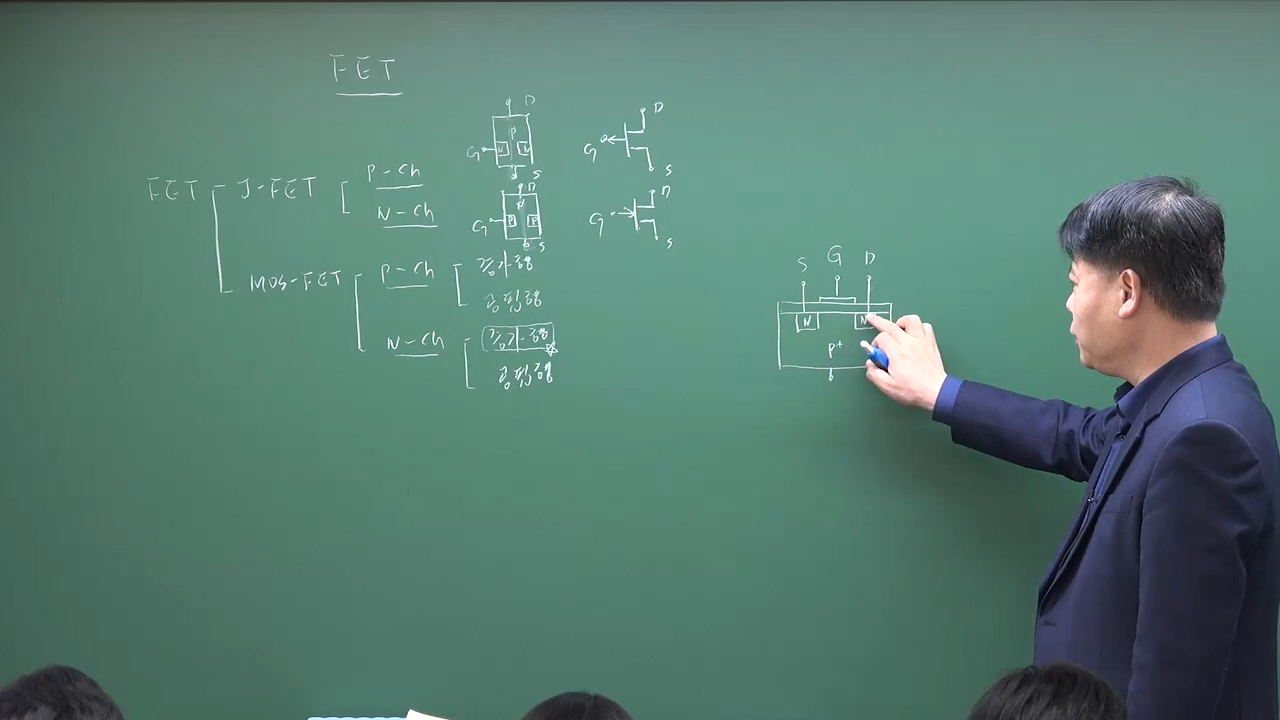 FET
FET J-FET P-ch
N-ch
MOS-FET P-ch 증가형
공핍형
N-ch 증가형
공핍형
D
P
G N N
S
D
N
G P P
S
D
G
S
D
G
S
S G D
N N
P+